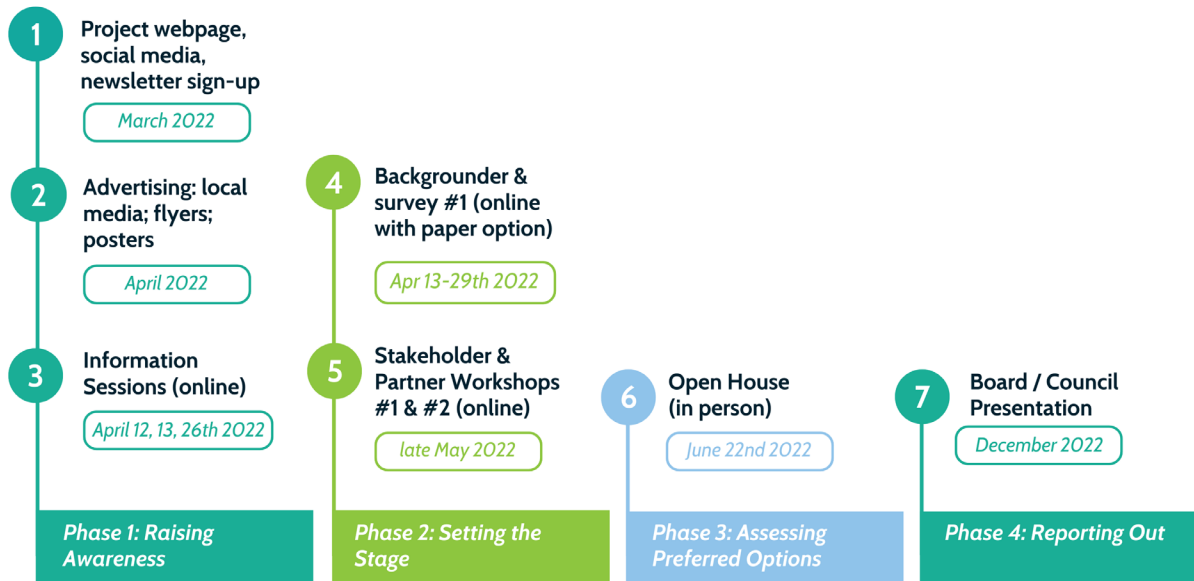 1
Project webpage,
social media,
newsletter sign-up
March 2022
2
Advertising: local
media; flyers;
posters
April 2022
3
Information
Sessions (online)
April 12, 13, 26th 2022
Phase 1: Raising
Awareness
4
Backgrounder &
survey #1 (online
with paper option)
Apr 13-29th 2022
5
Stakeholder &
Partner Workshops
#1 & #2 (online)
late May 2022
Phase 2: Setting the
Stage
6
Open House
(in person)
June 22nd 2022
Phase 3: Assessing
Preferred Options
7
Board / Council
Presentation
December 2022
Phase 4: Reporting Out